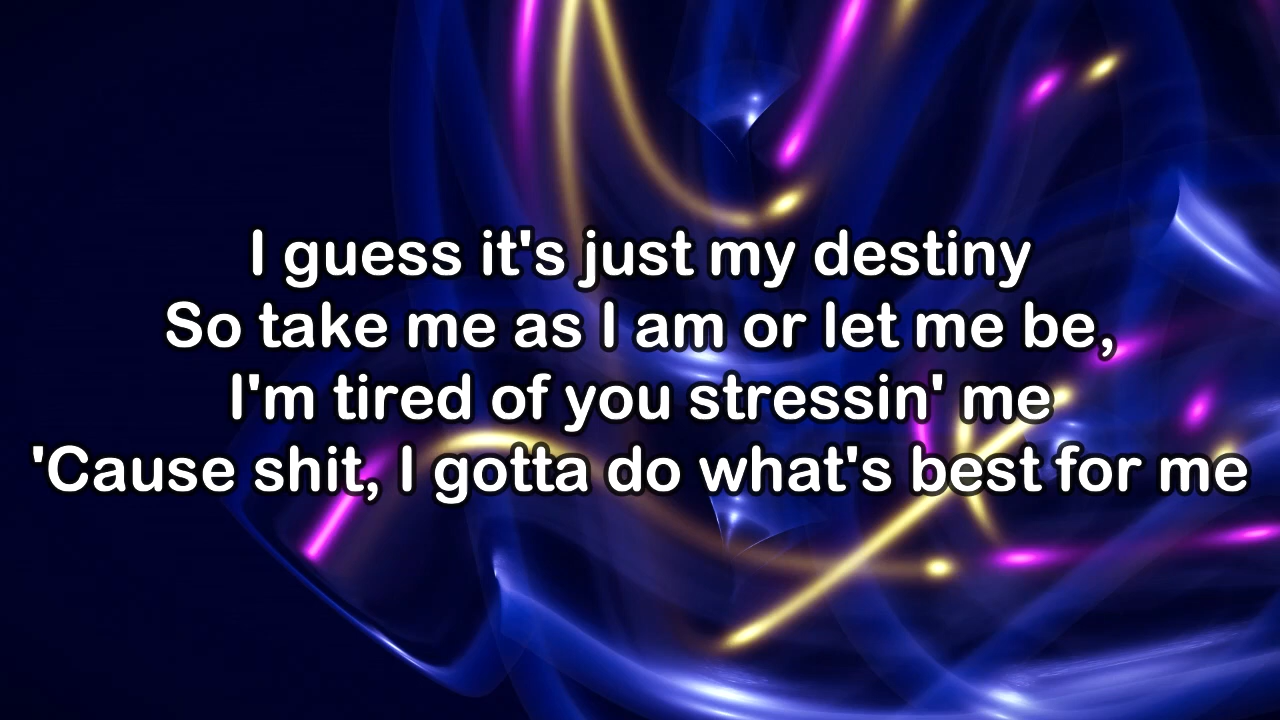 I guess it's just my destiny
So take me as I am or let me be,
I'm tired of you stressin' me
'Cause shit, I gotta do what's best for me